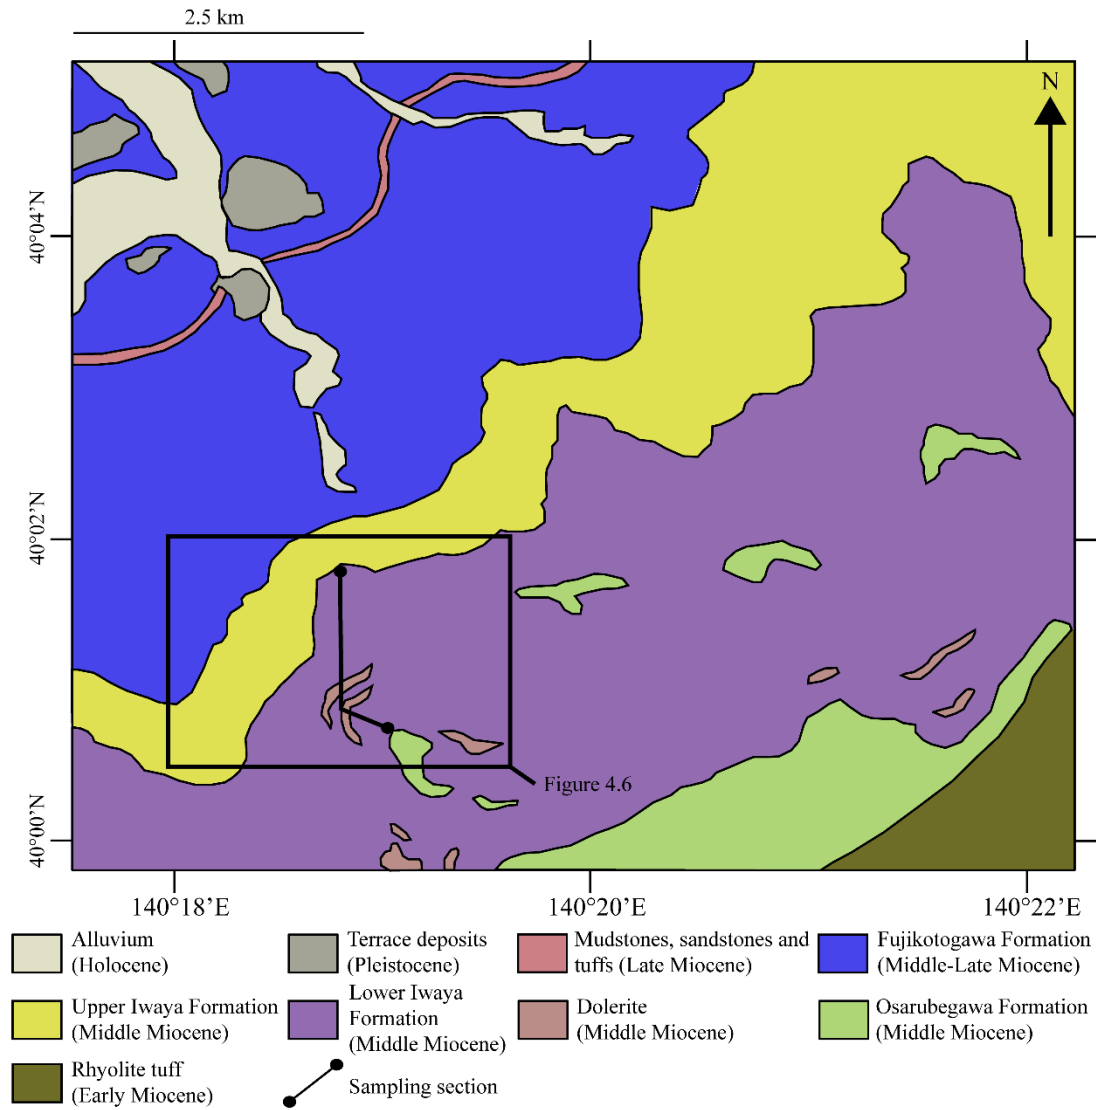 2.5 km
N
40°04’N
40°02’N
40°00’N
Figure 4.6
140°18’E
140°20’E
140°22’E
Alluvium
(Holocene)
Terrace deposits
(Pleistocene)
Mudstones, sandstones and
tuffs (Late Miocene)
Fujikotogawa Formation
(Middle-Late Miocene)
Upper Iwaya Formation
(Middle Miocene)
Lower Iwaya
Formation
(Middle Miocene)
Dolerite
(Middle Miocene)
Osarubegawa Formation
(Middle Miocene)
Rhyolite tuff
(Early Miocene)
Sampling section